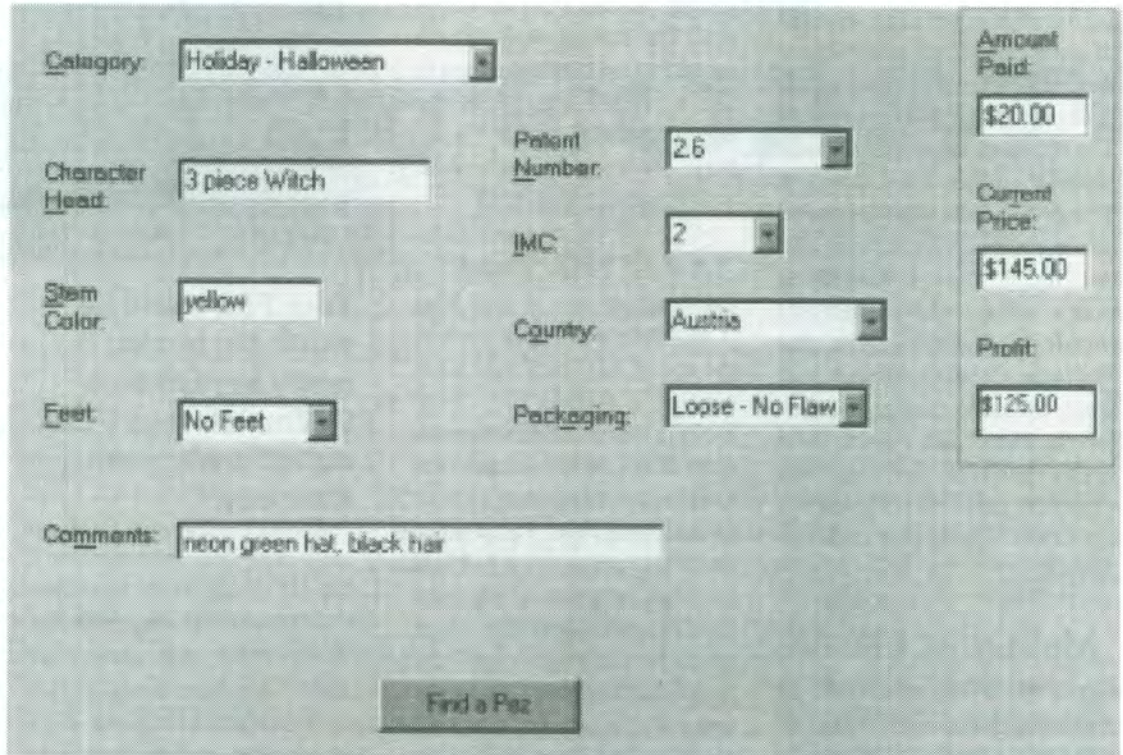 Category:
Holiday - Halloween
Character
Head:
3 piece Witch
Stem
Color:
yellow
Feet:
No Feet
Patent
Number:
2.6
IMC:
2
Country:
Austria
Packaging:
Loose - No Flaw
Comments:
neon green hat, black hair
Find a Pez
Amount
Paid:
$20.00
Current
Price:
$145.00
Profit:
$125.00